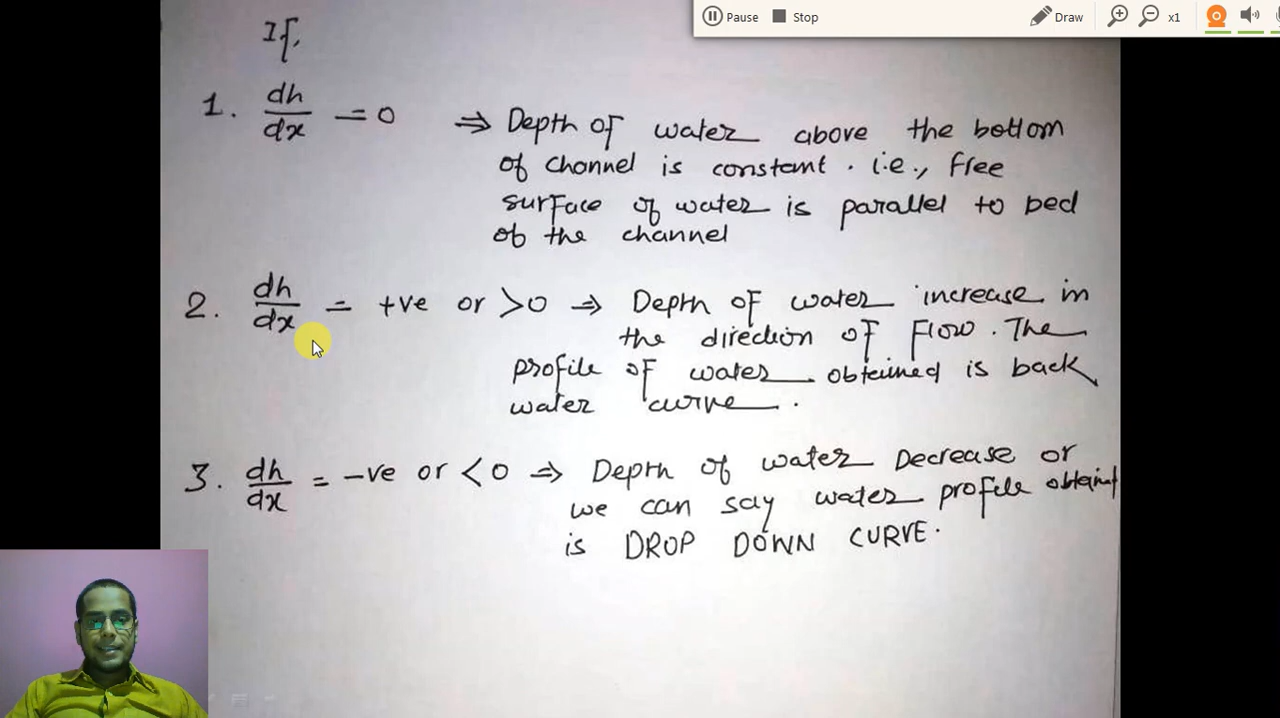 Pause Stop Draw x1
If,
1. dh/dx = 0 ⇒ Depth of water above the bottom
of channel is constant. i.e., free
surface of water is parallel to bed
of the channel
2. dh/dx = +ve or >0 ⇒ Depth of water increase in
the direction of Flow. The
profile of water obtained is back
water curve.
3. dh/dx = -ve or <0 ⇒ Depth of water Decrease or
we can say water profile
is DROP DOWN CURVE.